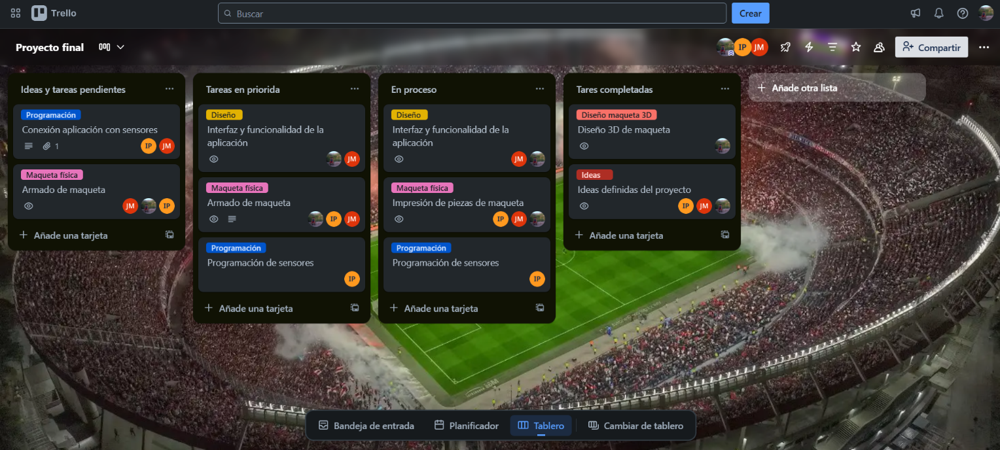 Trello
Buscar
Crear
Proyecto final
IP
JM
Compartir
Ideas y tareas pendientes
Programación
Conexión aplicación con sensores
1
IP
JM
Maqueta física
Armado de maqueta
JM
IP
Añade una tarjeta
Tareas en priorida
Diseño
Interfaz y funcionalidad de la
aplicación
JM
Maqueta física
Armado de maqueta
IP
JM
Programación
Programación de sensores
IP
Añade una tarjeta
En proceso
Diseño
Interfaz y funcionalidad de la
aplicación
JM
Maqueta física
Impresión de piezas de maqueta
IP
JM
Programación
Programación de sensores
IP
Añade una tarjeta
Tares completadas
Diseño maqueta 3D
Diseño 3D de maqueta
Ideas
Ideas definidas del proyecto
IP
JM
Añade una tarjeta
Añade otra lista
Bandeja de entrada
Planificador
Tablero
Cambiar de tablero